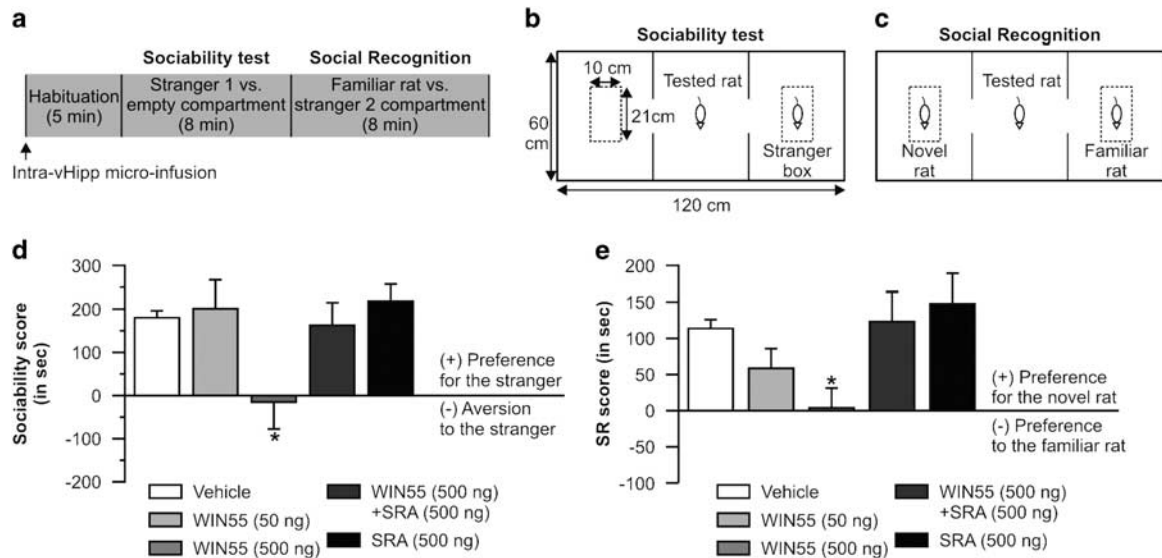 a
Sociability test
Social Recognition
Habituation
(5 min)
Stranger 1 vs.
empty compartment
(8 min)
Familiar rat vs.
stranger 2 compartment
(8 min)
Intra-vHipp micro-infusion
b
Sociability test
10 cm
Tested rat
21cm
60
cm
Stranger
box
120 cm
c
Social Recognition
Tested rat
Novel
rat
Familiar
rat
d
Sociability score
(in sec)
300
200
100
0
-100
-200
*
(+) Preference
for the stranger
(-) Aversion
to the stranger
Vehicle
WIN55 (50 ng)
WIN55 (500 ng)
WIN55 (500 ng)
+SRA (500 ng)
SRA (500 ng)
e
SR score (in sec)
200
150
100
50
0
-50
-100
*
(+) Preference
for the novel rat
(-) Preference
to the familiar rat
Vehicle
WIN55 (50 ng)
WIN55 (500 ng)
WIN55 (500 ng)
+SRA (500 ng)
SRA (500 ng)